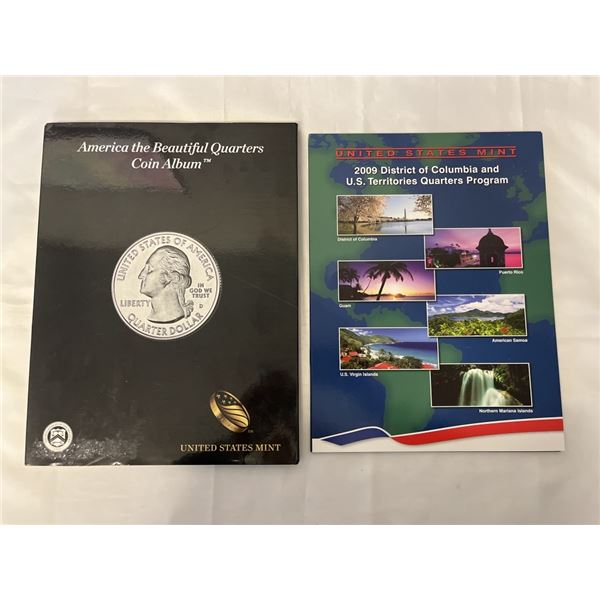 America the Beautiful Quarters
Coin Album™
UNITED STATES OF AMERICA
LIBERTY
IN
GOD WE
TRUST
D
QUARTER DOLLAR
UNITED STATES MINT
UNITED STATES MINT
2009 District of Columbia and
U.S. Territories Quarters Program
District of Columbia
Puerto Rico
Guam
American Samoa
U.S. Virgin Islands
Northern Mariana Islands